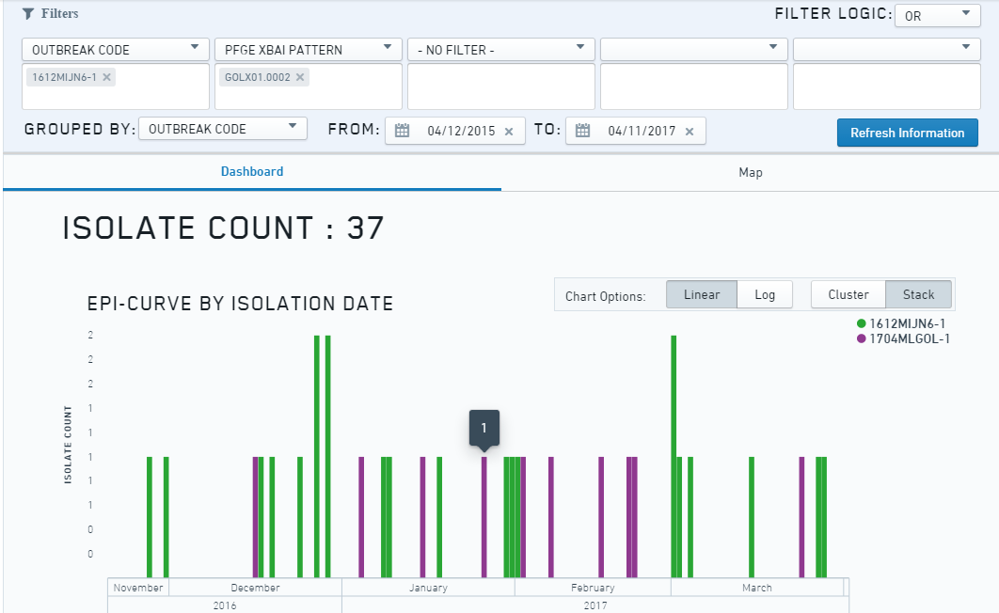 Filters
FILTER LOGIC: OR
OUTBREAK CODE PFGE XBAI PATTERN - NO FILTER -
1612MIJN6-1 × GOLX01.0002 ×
GROUPED BY: OUTBREAK CODE FROM: 04/12/2015 × TO: 04/11/2017 × Refresh Information
Dashboard Map
ISOLATE COUNT : 37
EPI-CURVE BY ISOLATION DATE
Chart Options: Linear Log Cluster Stack
1612MIJN6-1
1704MLGOL-1
2
2
2
1
1
1
1
1
0
0
ISOLATE COUNT
1
November December January February March
2016 2017